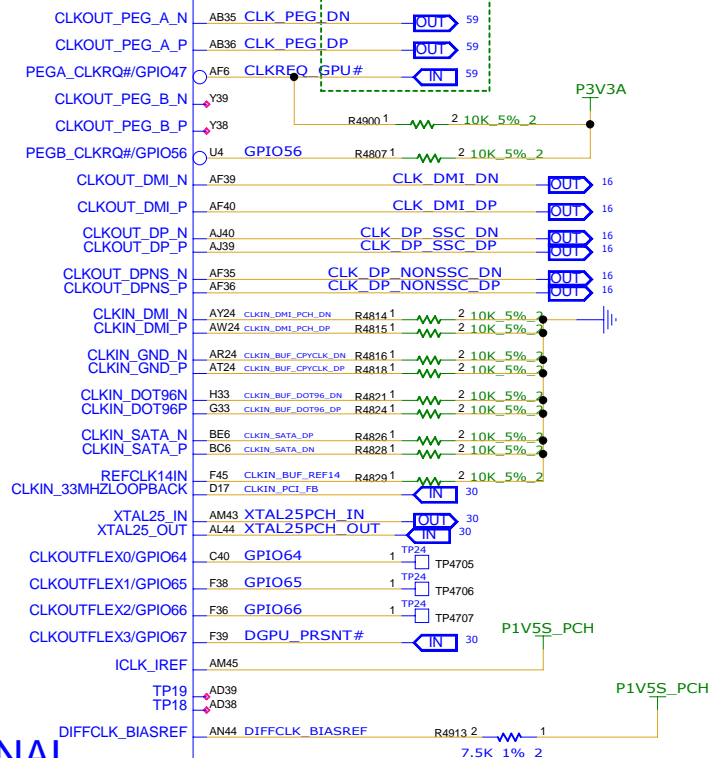 CLKOUT_PEG_A_N AB35 CLK_PEG_DN OUT 59
CLKOUT_PEG_A_P AB36 CLK_PEG_DP OUT 59
PEGA_CLKRQ#/GPIO47 AF6 CLKREQ_GPU# IN 59
P3V3A
CLKOUT_PEG_B_N Y39
CLKOUT_PEG_B_P Y38
R4900 1 2 10K_5%_2
PEGB_CLKRQ#/GPIO56 U4 GPIO56 R4807 1 2 10K_5%_2
CLKOUT_DMI_N AF39 CLK_DMI_DN OUT 16
CLKOUT_DMI_P AF40 CLK_DMI_DP OUT 16
CLKOUT_DP_N AJ40 CLK_DP_SSC_DN OUT 16
CLKOUT_DP_P AJ39 CLK_DP_SSC_DP OUT 16
CLKOUT_DPNS_N AF35 CLK_DP_NONSSC_DN OUT 16
CLKOUT_DPNS_P AF36 CLK_DP_NONSSC_DP OUT 16
CLKIN_DMI_N AY24 CLKIN_DMI_PCH_DN R4814 1 2 10K_5%_2
CLKIN_DMI_P AW24 CLKIN_DMI_PCH_DP R4815 1 2 10K_5%_2
CLKIN_GND_N AR24 CLKIN_BUF_CPYCLK_DN R4816 1 2 10K_5%_2
CLKIN_GND_P AT24 CLKIN_BUF_CPYCLK_DP R4818 1 2 10K_5%_2
CLKIN_DOT96N H33 CLKIN_BUF_DOT96_DN R4821 1 2 10K_5%_2
CLKIN_DOT96P G33 CLKIN_BUF_DOT96_DP R4824 1 2 10K_5%_2
CLKIN_SATA_N BE6 CLKIN_SATA_DP R4826 1 2 10K_5%_2
CLKIN_SATA_P BC6 CLKIN_SATA_DN R4828 1 2 10K_5%_2
REFCLK14IN F45 CLKIN_BUF_REF14 R4829 1 2 10K_5%_2
CLKIN_33MHZLOOPBACK D17 CLKIN_PCI_FB IN 30
XTAL25_IN AM43 XTAL25PCH_IN OUT 30
XTAL25_OUT AL44 XTAL25PCH_OUT IN 30
CLKOUTFLEX0/GPIO64 C40 GPIO64 1 TP24 TP4705
CLKOUTFLEX1/GPIO65 F38 GPIO65 1 TP24 TP4706
CLKOUTFLEX2/GPIO66 F36 GPIO66 1 TP24 TP4707
CLKOUTFLEX3/GPIO67 F39 DGPU_PRSNT# IN 30
P1V5S_PCH
ICLK_IREF AM45
P1V5S_PCH
TP19 AD39
TP18 AD38
DIFFCLK_BIASREF AN44 DIFFCLK_BIASREF R4913 2 1
7.5K_1%_2